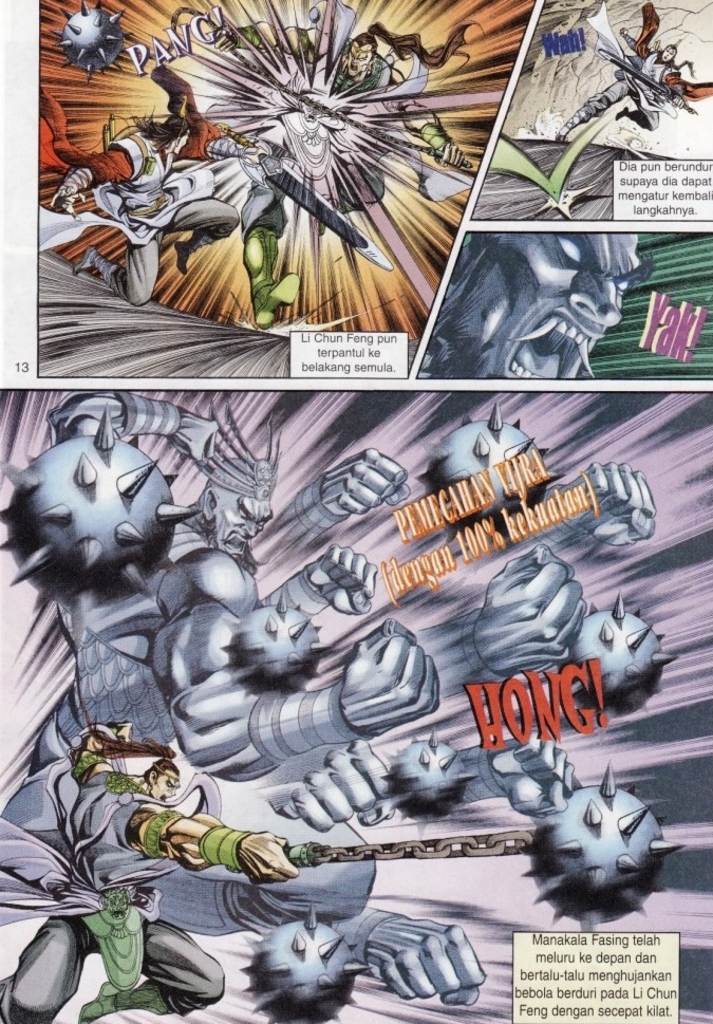 PANG!
Wah!
Dia pun berundur
supaya dia dapat
mengatur kembali
langkahnya.
Yak!
Li Chun Feng pun
terpantul ke
belakang semula.
13
PEMECAHAN UJRA
(dengan 100% kekuatan)
HONG!
Manakala Fasing telah
meluru ke depan dan
bertalu-talu menghujankan
bebola berduri pada Li Chun
Feng dengan secepat kilat.